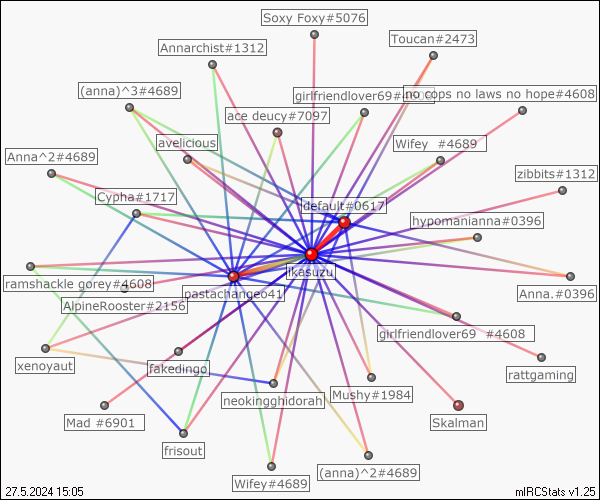 Soxy Foxy#5076
Toucan#2473
Annarchist#1312
(anna)^3#4689
girlfriendlover69#4608
no cops no laws no hope#4608
ace deucy#7097
avelicious
Wifey #4689
Anna^2#4689
zibbits#1312
Cypha#1717
default#0617
hypomanianna#0396
likasuzu
ramshackle gorey#4608
pastachangeo41
Anna.#0396
AlpineRooster#2156
girlfriendlover69 #4608
xenoyaut
fakedingo
rattgaming
neokingghidorah
Mushy#1984
Mad #6901
Skalman
frisout
(anna)^2#4689
Wifey#4689
27.5.2024 15:05
mIRCStats v1.25